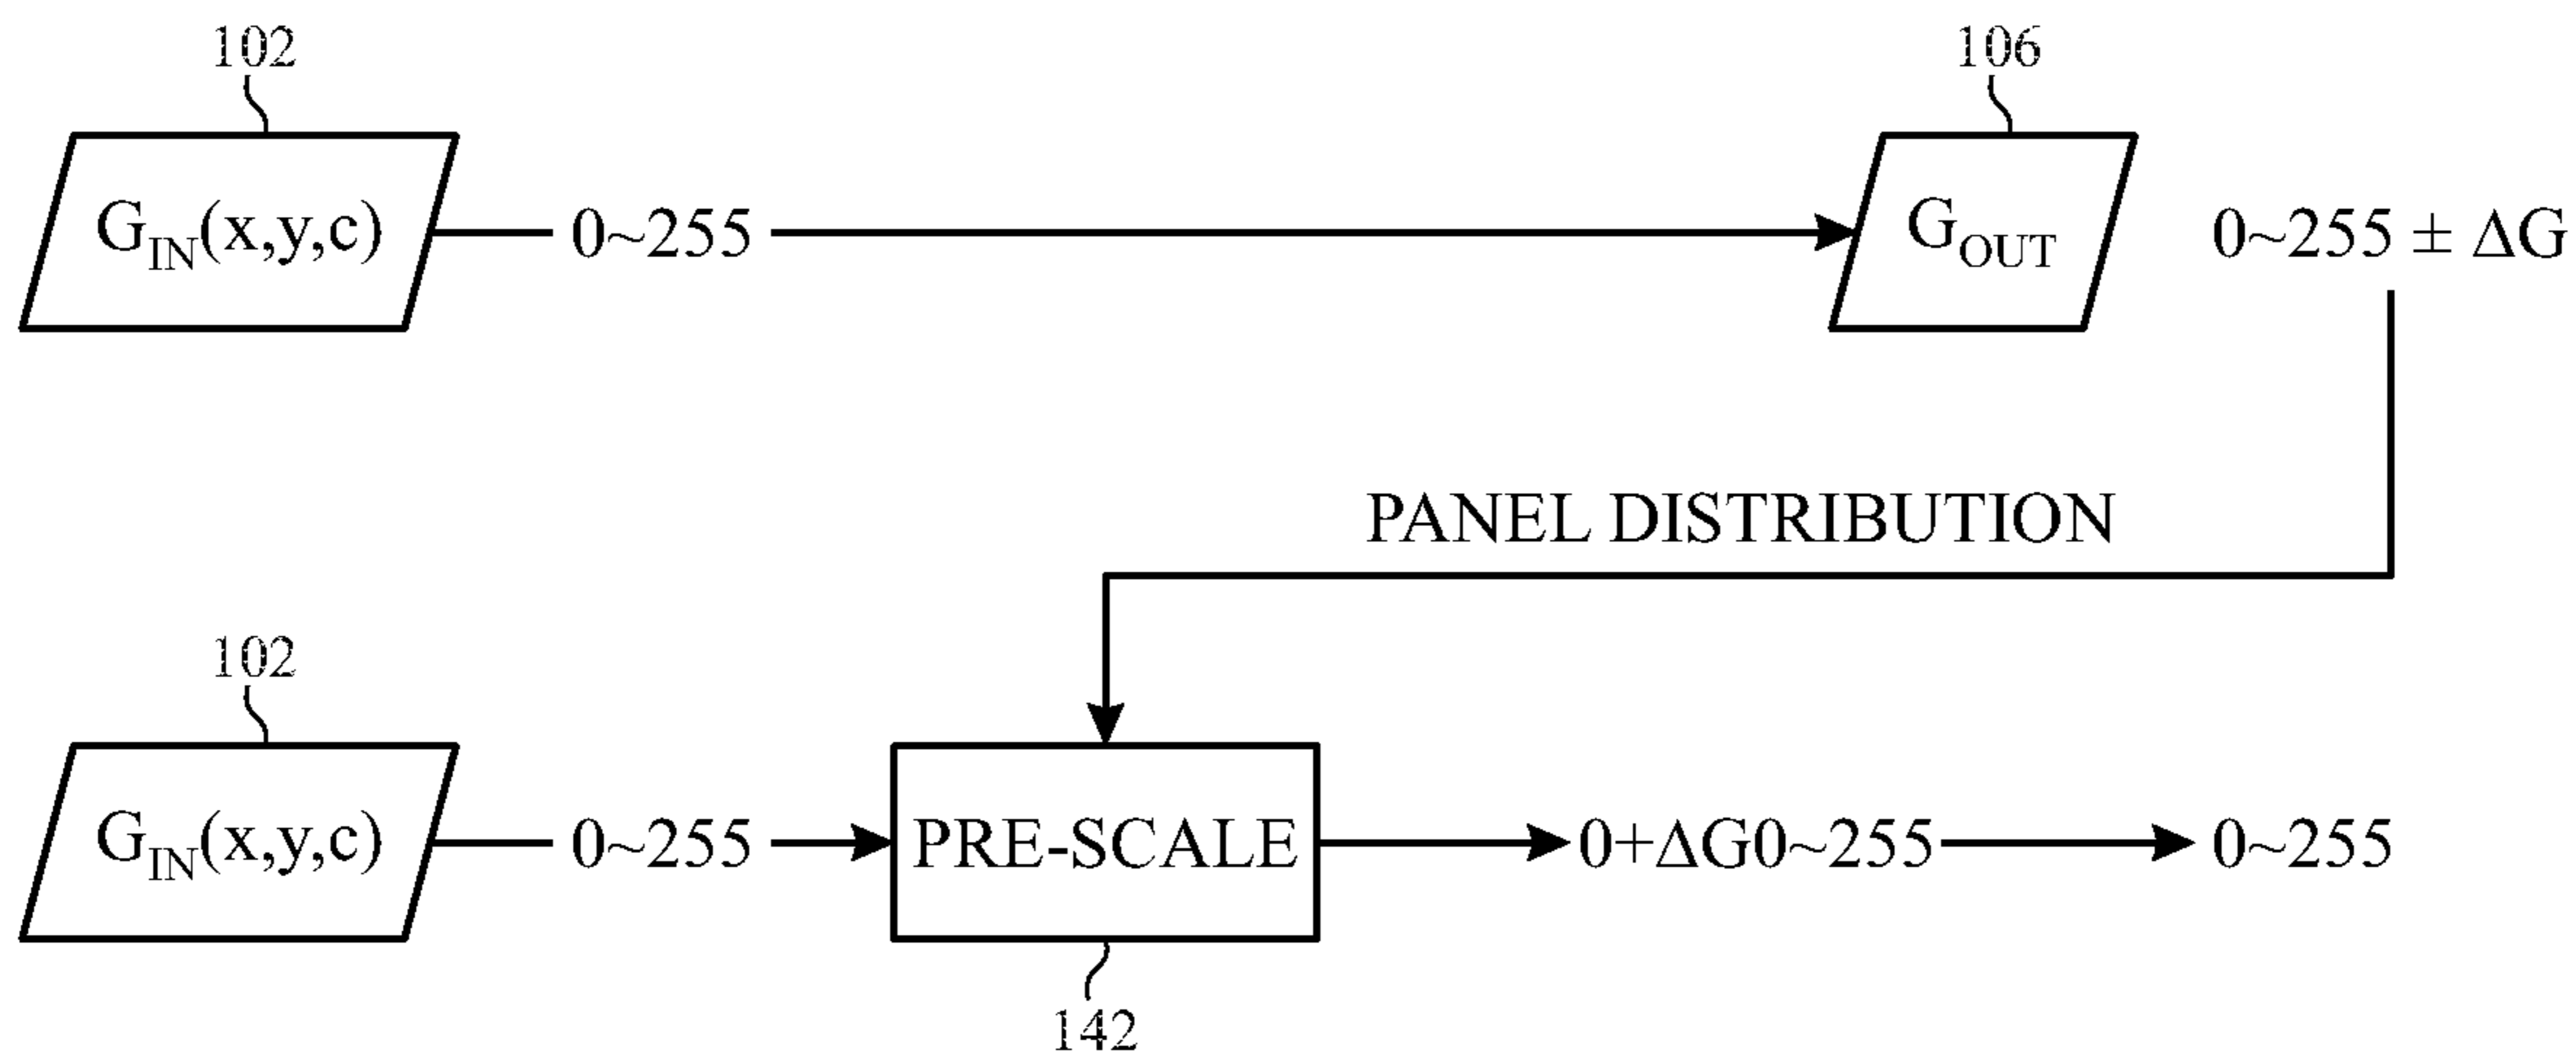 102
106
G_IN(x,y,c)
0~255
G_OUT
0~255 ± ΔG
PANEL DISTRIBUTION
102
G_IN(x,y,c)
0~255
PRE-SCALE
0+ΔG0~255
0~255
142